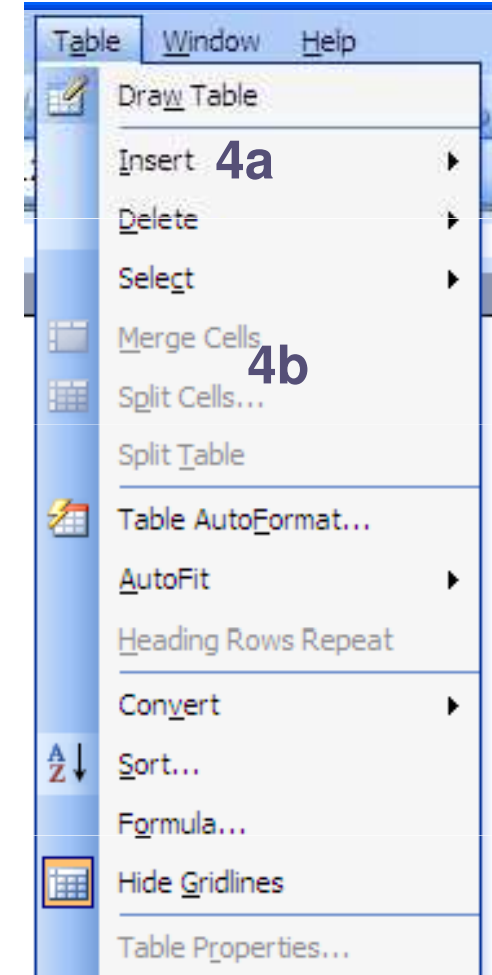 Table Window Help
Draw Table
Insert 4a
Delete
Select
Merge Cells
4b
Split Cells...
Split Table
Table AutoFormat...
AutoFit
Heading Rows Repeat
Convert
Sort...
Formula...
Hide Gridlines
Table Properties...